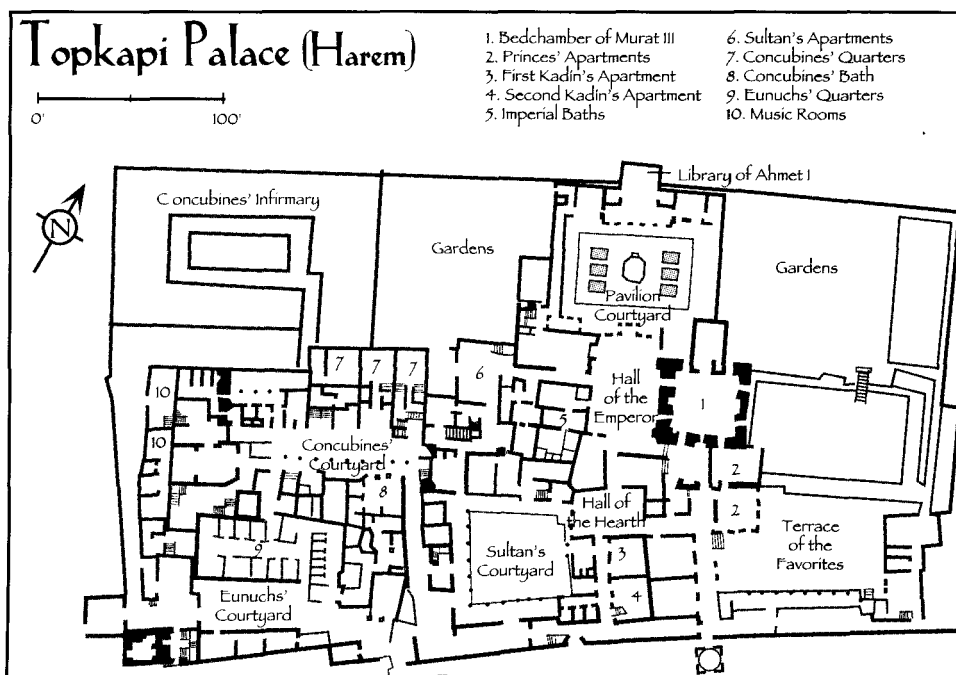 Topkapi Palace (Harem)
0'
100'
1. Bedchamber of Murat III
2. Princes' Apartments
3. First Kadin's Apartment
4. Second Kadin's Apartment
5. Imperial Baths
6. Sultan's Apartments
7. Concubines' Quarters
8. Concubines' Bath
9. Eunuchs' Quarters
10. Music Rooms
N
Library of Ahmet I
Concubines' Infirmary
Gardens
Gardens
Pavilion
Courtyard
7
7
7
6
10
Hall
of the
Emperor
1
5
10
Concubines'
Courtyard
2
8
Hall of
the Hearth
2
Terrace
of the
Favorites
9
Sultan's
Courtyard
3
4
Eunuchs'
Courtyard